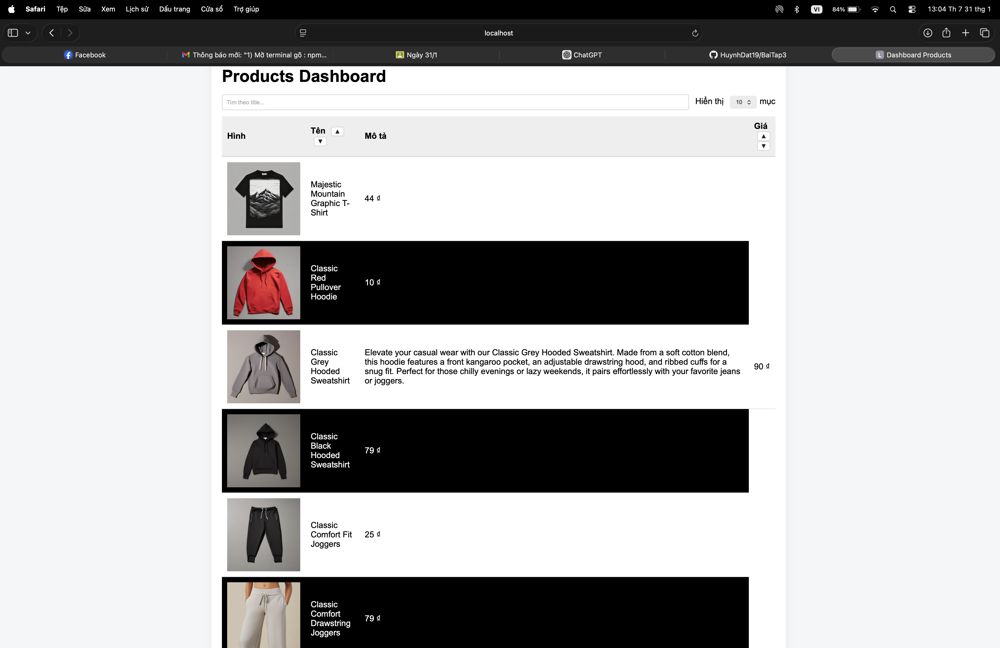 Safari Tệp Sửa Xem Lịch sử Dấu trang Cửa sổ Trợ giúp VI 84% 13:04 Th 7 31 thg 1
localhost
Facebook Thông báo mới: "1) Mở terminal gõ : npm... Ngày 31/1 ChatGPT HuynhDat19/BaiTap3 L Dashboard Products
Products Dashboard
Tìm theo title... Hiển thị 10 mục
Hình Tên ▲ ▼ Mô tả Giá ▲ ▼
Majestic
Mountain
Graphic T-
Shirt
44 ₫
Classic
Red
Pullover
Hoodie
10 ₫
Classic
Grey
Hooded
Sweatshirt
Elevate your casual wear with our Classic Grey Hooded Sweatshirt. Made from a soft cotton blend,
this hoodie features a front kangaroo pocket, an adjustable drawstring hood, and ribbed cuffs for a
snug fit. Perfect for those chilly evenings or lazy weekends, it pairs effortlessly with your favorite jeans
or joggers.
90 ₫
Classic
Black
Hooded
Sweatshirt
79 ₫
Classic
Comfort Fit
Joggers
25 ₫
Classic
Comfort
Drawstring
Joggers
79 ₫